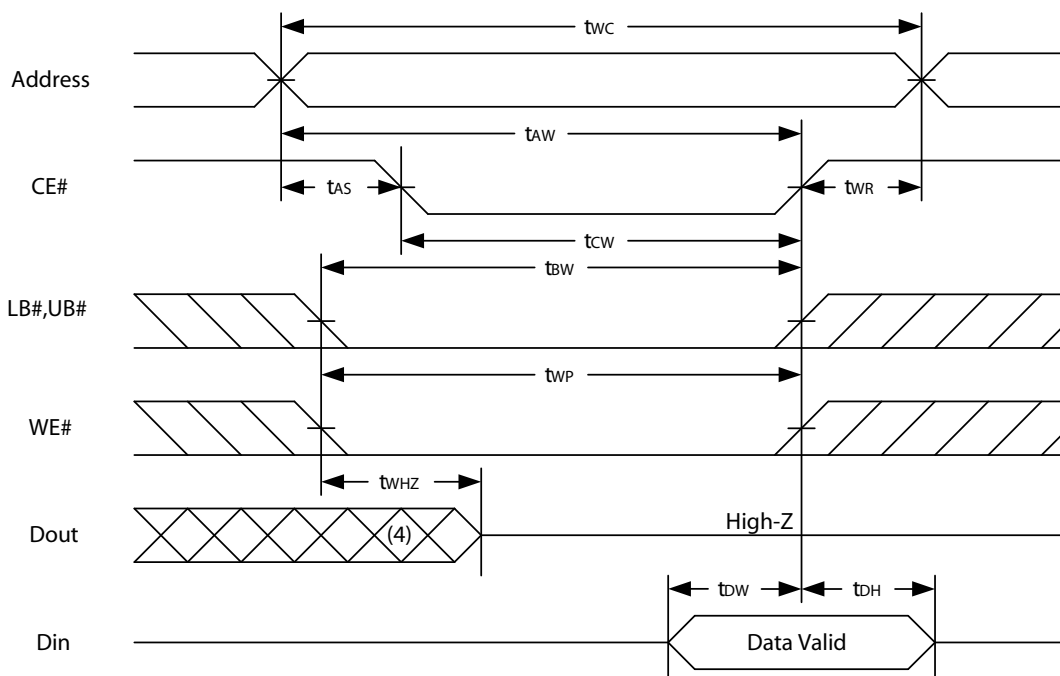 tWC
Address
tAW
CE#
tAS
tWR
tCW
tBW
LB#,UB#
tWP
WE#
tWHZ
Dout
(4)
High-Z
tDW
tDH
Din
Data Valid